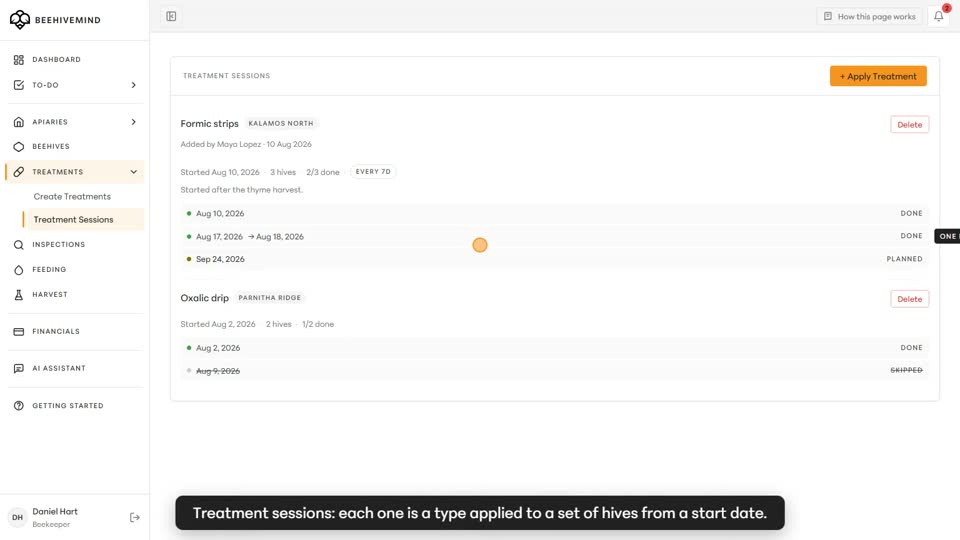 BEEHIVEMIND
How this page works
2
DASHBOARD
TO-DO
APIARIES
BEEHIVES
TREATMENTS
Create Treatments
Treatment Sessions
INSPECTIONS
FEEDING
HARVEST
FINANCIALS
AI ASSISTANT
GETTING STARTED
DH
Daniel Hart
Beekeeper
TREATMENT SESSIONS
+ Apply Treatment
Formic strips KALAMOS NORTH
Delete
Added by Maya Lopez · 10 Aug 2026
Started Aug 10, 2026 · 3 hives · 2/3 done · EVERY 7D
Started after the thyme harvest.
Aug 10, 2026 DONE
Aug 17, 2026 → Aug 18, 2026 DONE
ONE
Sep 24, 2026 PLANNED
Oxalic drip PARNITHA RIDGE
Delete
Started Aug 2, 2026 · 2 hives · 1/2 done
Aug 2, 2026 DONE
Aug 9, 2026 SKIPPED
Treatment sessions: each one is a type applied to a set of hives from a start date.